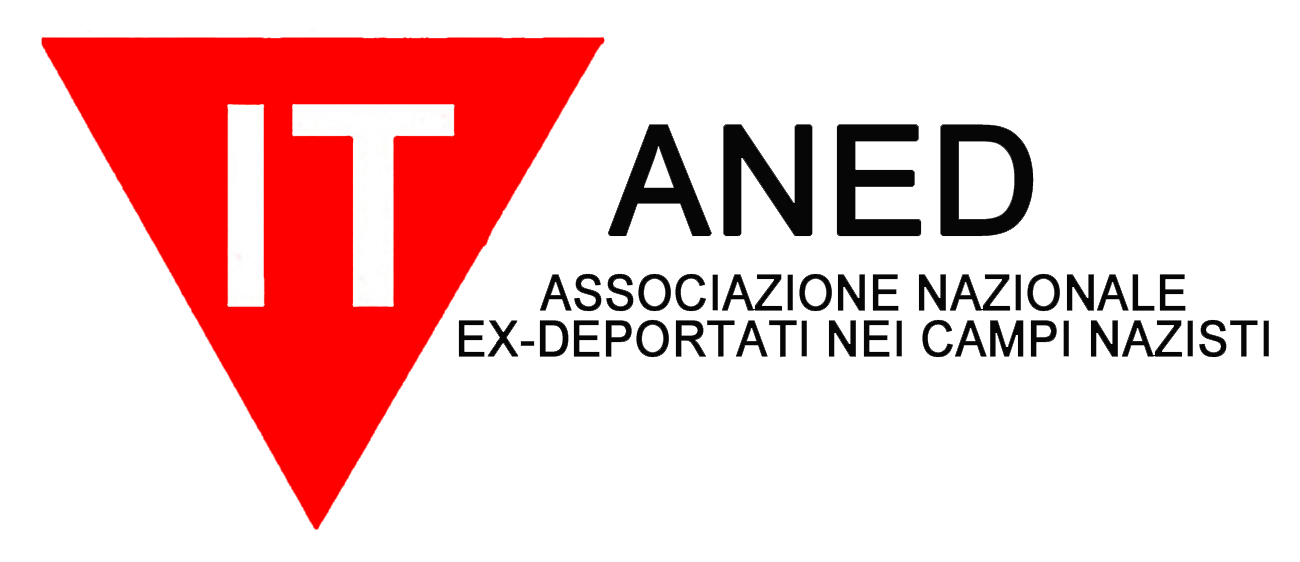 IT
ANED
ASSOCIAZIONE NAZIONALE
EX-DEPORTATI NEI CAMPI NAZISTI